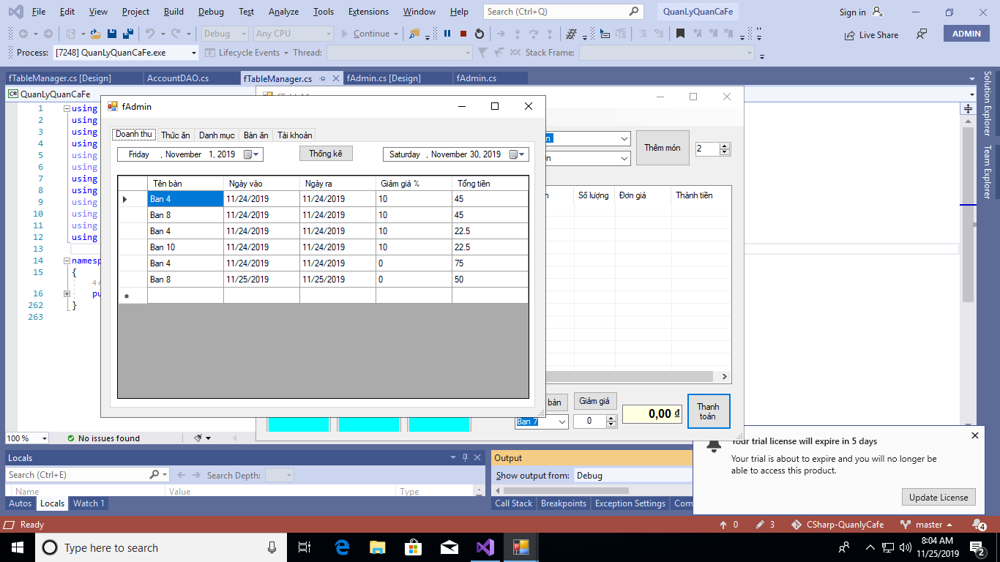 File Edit View Project Build Debug Test Analyze Tools Extensions Window Help Search (Ctrl+Q) QuanLyQuanCaFe Sign in
Debug Any CPU Continue Live Share ADMIN
Process: [7248] QuanLyQuanCaFe.exe Lifecycle Events Thread: Stack Frame:
fTableManager.cs [Design] AccountDAO.cs fTableManager.cs fAdmin.cs [Design] fAdmin.cs
C# QuanLyQuanCaFe
Solution Explorer
Team Explorer
1 using
2 using
3 using
4 using
5 using
6 using
7 using
8 using
9 using
10 using
11 using
12 using
13
14 namesp
15 {
16 pu
262 }
263
fAdmin
Doanh thu Thức ăn Danh mục Bàn ăn Tài khoản
Friday , November 1, 2019 Thống kê Saturday , November 30, 2019
Tên bàn Ngày vào Ngày ra Giảm giá % Tổng tiền
Ban 4 11/24/2019 11/24/2019 10 45
Ban 8 11/24/2019 11/24/2019 10 45
Ban 4 11/24/2019 11/24/2019 10 22.5
Ban 10 11/24/2019 11/24/2019 10 22.5
Ban 4 11/24/2019 11/24/2019 0 75
Ban 8 11/25/2019 11/25/2019 0 50
Thêm món 2
Số lượng Đơn giá Thành tiền
bàn Giảm giá
Ban 7 0 0,00 ₫
Thanh toán
100 % No issues found
Your trial license will expire in 5 days
Your trial is about to expire and you will no longer be
able to access this product.
Update License
Locals
Search (Ctrl+E) Search Depth:
Name Value Type
Autos Locals Watch 1
Output
Show output from: Debug
Call Stack Breakpoints Exception Settings Com
Ready 0 3 CSharp-QuanlyCafe master 4
Type here to search
8:04 AM
11/25/2019
2